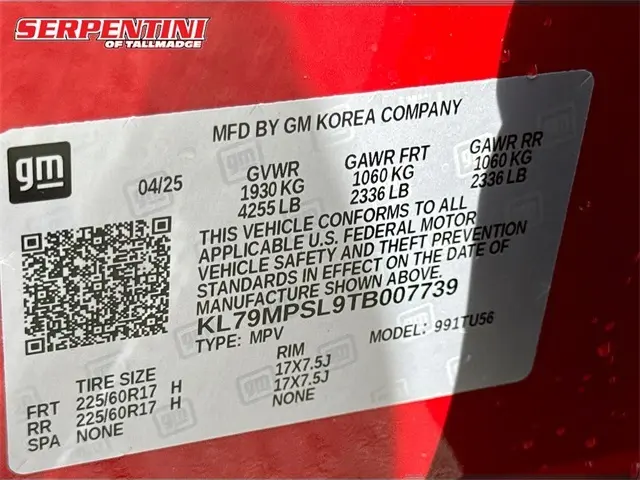 SERPENTINI
OF TALLMADGE
MFD BY GM KOREA COMPANY
gm
04/25
GVWR
1930 KG
4255 LB
GAWR FRT
1060 KG
2336 LB
GAWR RR
1060 KG
2336 LB
THIS VEHICLE CONFORMS TO ALL
APPLICABLE U.S. FEDERAL MOTOR
VEHICLE SAFETY AND THEFT PREVENTION
STANDARDS IN EFFECT ON THE DATE OF
MANUFACTURE SHOWN ABOVE.
KL79MPSL9TB007739
TYPE: MPV
MODEL: 991TU56
TIRE SIZE
RIM
FRT 225/60R17 H 17X7.5J
RR 225/60R17 H 17X7.5J
SPA NONE NONE